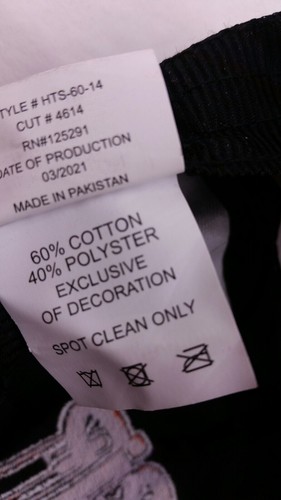 TYLE # HTS-60-14
CUT # 4614
RN#125291
DATE OF PRODUCTION
03/2021
MADE IN PAKISTAN
60% COTTON
40% POLYSTER
EXCLUSIVE
OF DECORATION
SPOT CLEAN ONLY